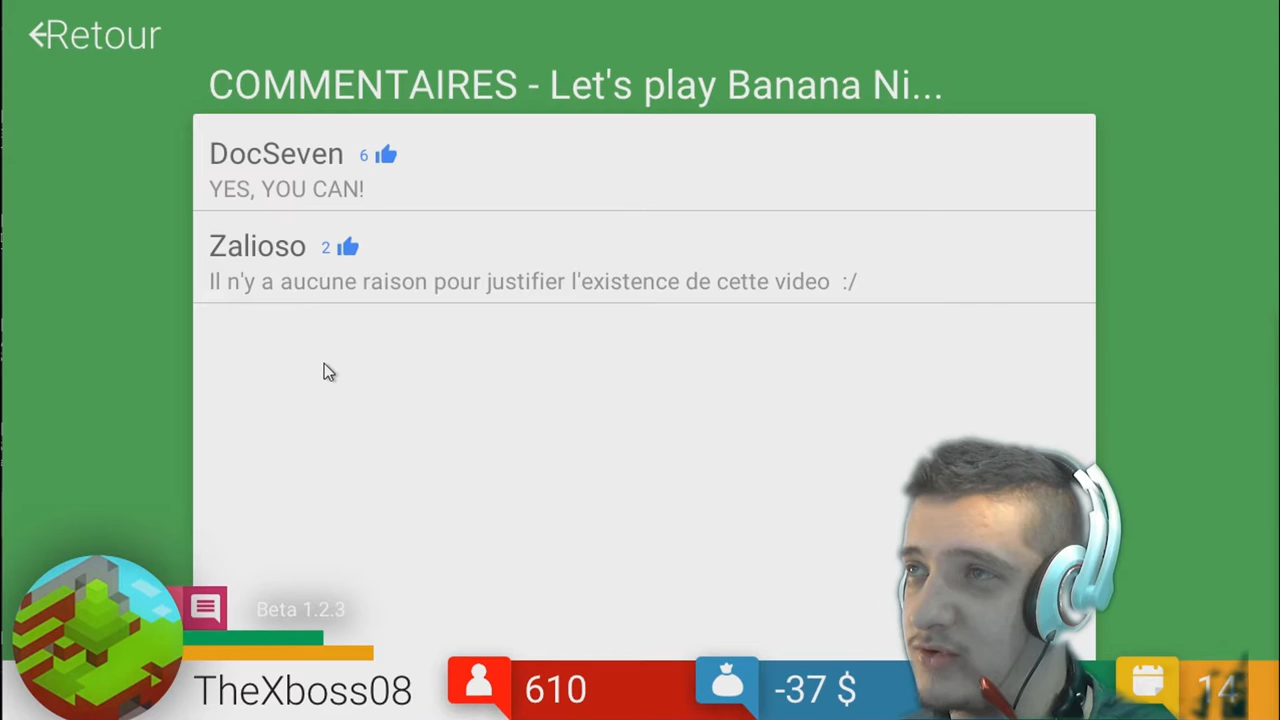 Retour
COMMENTAIRES - Let's play Banana Ni...
DocSeven 6
YES, YOU CAN!
Zalioso 2
Il n'y a aucune raison pour justifier l'existence de cette video :/
Beta 1.2.3
TheXboss08
610
-37 $
14